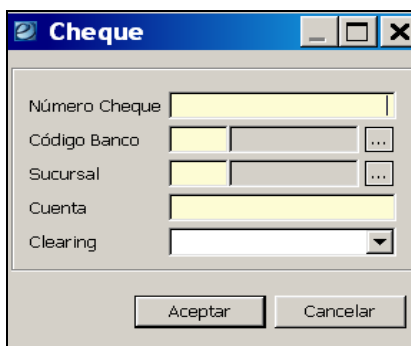 Cheque
Número Cheque
Código Banco
...
Sucursal
...
Cuenta
Clearing
Aceptar Cancelar